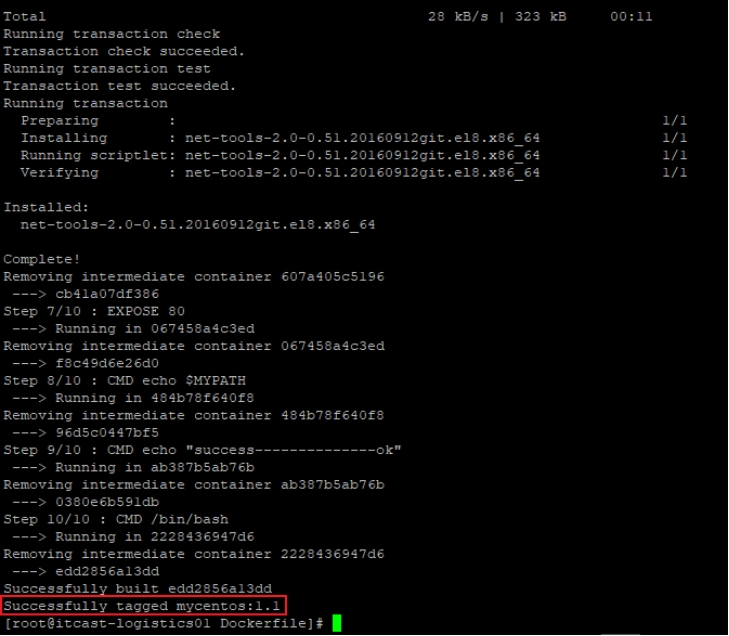 Total 28 kB/s | 323 kB 00:11
Running transaction check
Transaction check succeeded.
Running transaction test
Transaction test succeeded.
Running transaction
Preparing : 1/1
Installing : net-tools-2.0-0.51.20160912git.el8.x86_64 1/1
Running scriptlet: net-tools-2.0-0.51.20160912git.el8.x86_64 1/1
Verifying : net-tools-2.0-0.51.20160912git.el8.x86_64 1/1
Installed:
net-tools-2.0-0.51.20160912git.el8.x86_64
Complete!
Removing intermediate container 607a405c5196
---> cb41a07df386
Step 7/10 : EXPOSE 80
---> Running in 067458a4c3ed
Removing intermediate container 067458a4c3ed
---> f8c49d6e26d0
Step 8/10 : CMD echo $MYPATH
---> Running in 484b78f640f8
Removing intermediate container 484b78f640f8
---> 96d5c0447bf5
Step 9/10 : CMD echo "success--------------ok"
---> Running in ab387b5ab76b
Removing intermediate container ab387b5ab76b
---> 0380e6b591db
Step 10/10 : CMD /bin/bash
---> Running in 2228436947d6
Removing intermediate container 2228436947d6
---> edd2856a13dd
Successfully built edd2856a13dd
Successfully tagged mycentos:1.1
[root@itcast-logistics01 Dockerfile]#